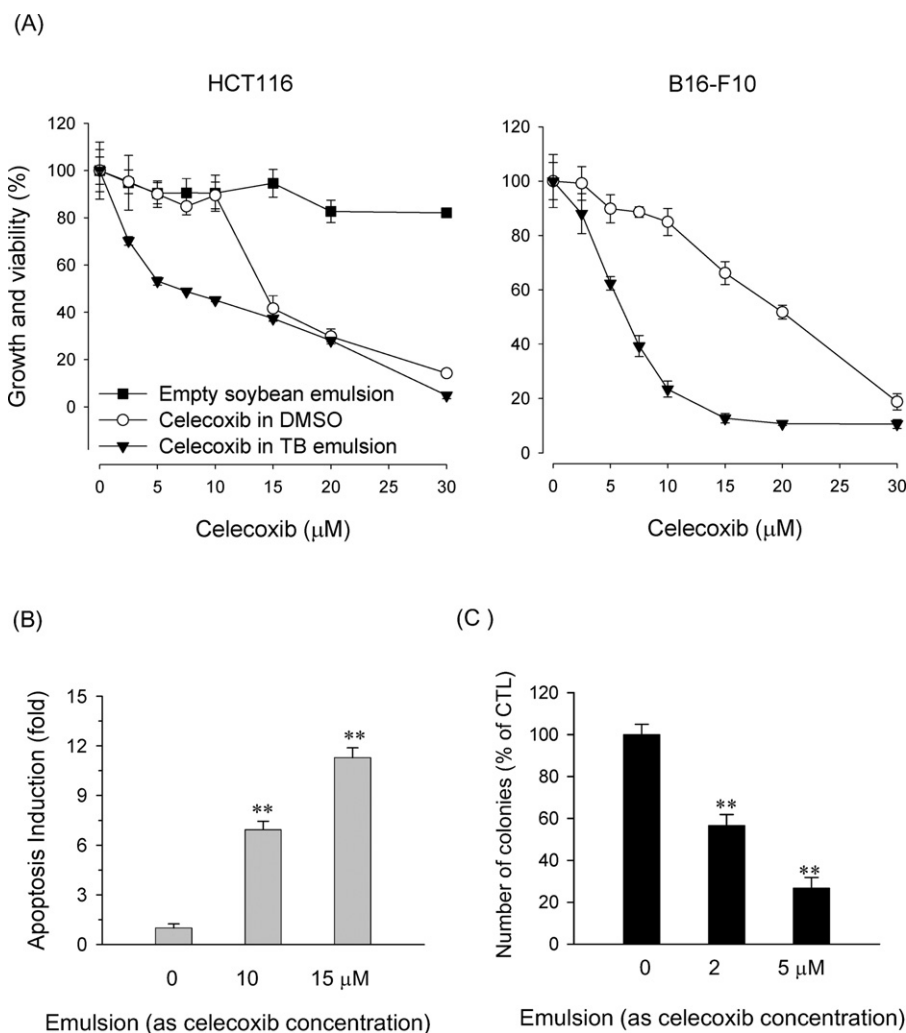 (A)
HCT116
B16-F10
Growth and viability (%)
120
100
80
60
40
20
0
Empty soybean emulsion
Celecoxib in DMSO
Celecoxib in TB emulsion
0 5 10 15 20 25 30
Celecoxib (μM)
120
100
80
60
40
20
0
0 5 10 15 20 25 30
Celecoxib (μM)
(B)
Apoptosis Induction (fold)
15
12
9
6
3
0
**
**
0 10 15 μM
Emulsion (as celecoxib concentration)
(C )
Number of colonies (% of CTL)
120
100
80
60
40
20
0
**
**
0 2 5 μM
Emulsion (as celecoxib concentration)